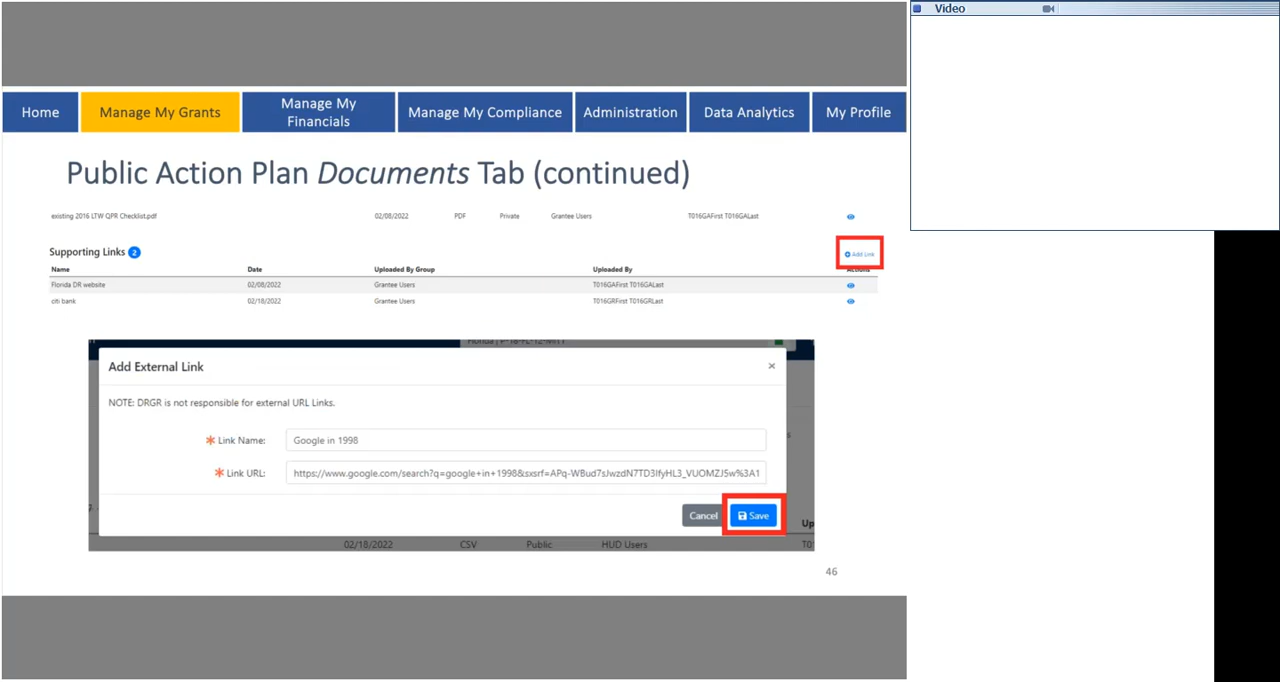 Video
Home
Manage My Grants
Manage My
Financials
Manage My Compliance
Administration
Data Analytics
My Profile
Public Action Plan Documents Tab (continued)
existing 2016 LTW QPR Checklist.pdf 02/08/2022 PDF Private Grantee Users T016GAFirst T016GALast
Supporting Links 2
Add Link
Name Date Uploaded By Group Uploaded By Actions
Florida DR website 02/08/2022 Grantee Users T016GAFirst T016GALast
citi bank 02/18/2022 Grantee Users T016GRFirst T016GRLast
Add External Link ×
NOTE: DRGR is not responsible for external URL Links.
Link Name: Google in 1998
Link URL: https://www.google.com/search?q=google+in+1998&sxsrf=APq-WBud7sJwzdN7TD3IfyHL3_VUOMZJ5w%3A1
Cancel Save
Up
02/18/2022 CSV Public HUD Users T0
46